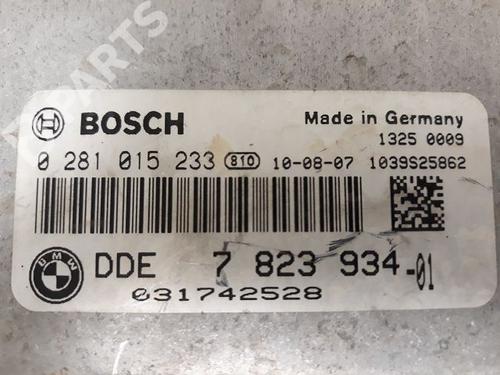 PARTS
BOSCH
Made in Germany
1325 0009
0 281 015 233 810 10-08-07 1039S25862
BMW
DDE 7 823 934-01
031742528